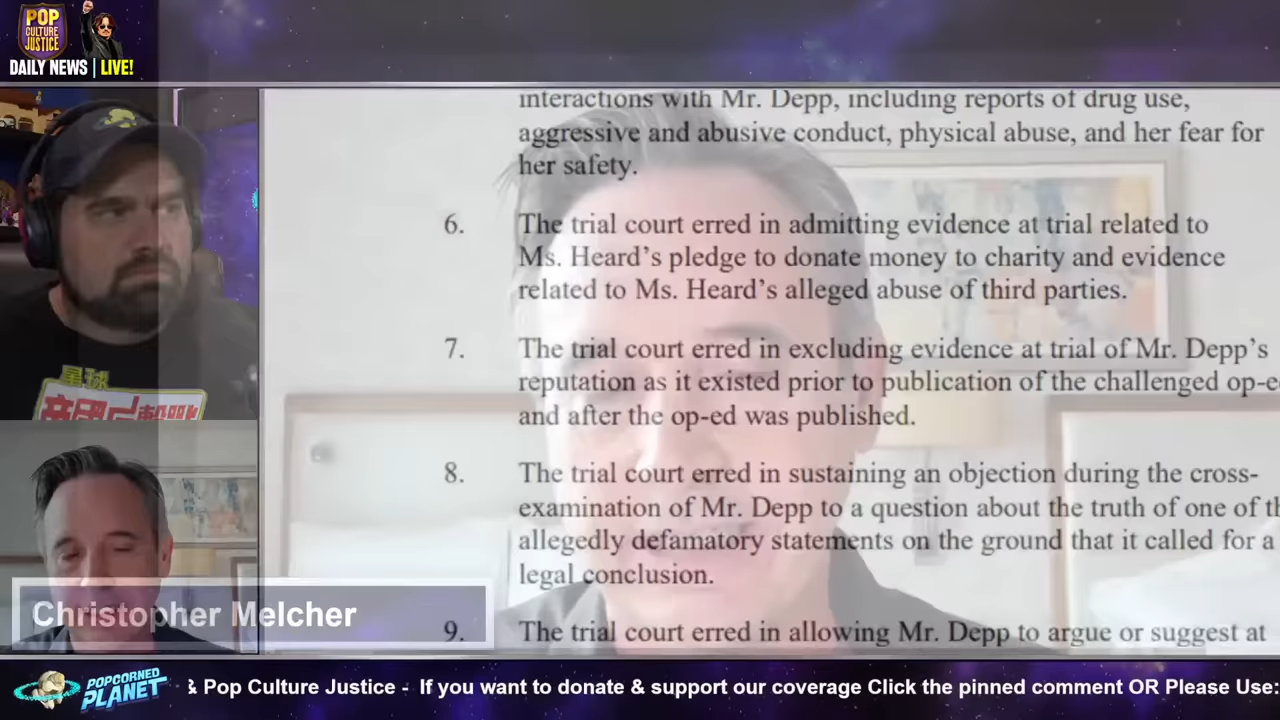 POP
CULTURE
JUSTICE
DAILY NEWS | LIVE!
interactions with Mr. Depp, including reports of drug use,
aggressive and abusive conduct, physical abuse, and her fear for
her safety.
6. The trial court erred in admitting evidence at trial related to
Ms. Heard's pledge to donate money to charity and evidence
related to Ms. Heard's alleged abuse of third parties.
7. The trial court erred in excluding evidence at trial of Mr. Depp's
reputation as it existed prior to publication of the challenged op-e
and after the op-ed was published.
8. The trial court erred in sustaining an objection during the cross-
examination of Mr. Depp to a question about the truth of one of th
allegedly defamatory statements on the ground that it called for a
legal conclusion.
9. The trial court erred in allowing Mr. Depp to argue or suggest at
星球
帝國反擊戰
Christopher Melcher
POPCORNED
PLANET
& Pop Culture Justice - If you want to donate & support our coverage Click the pinned comment OR Please Use: